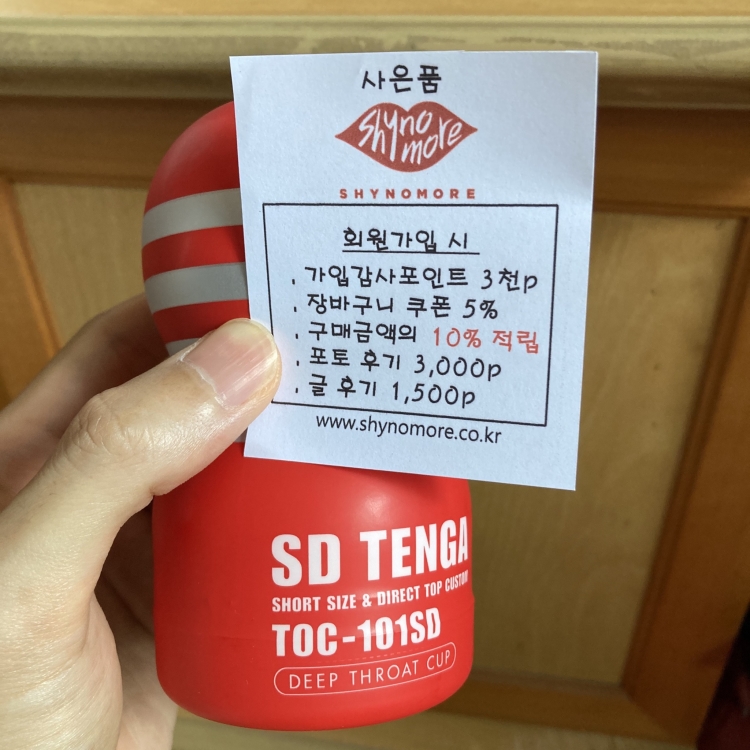 사은품
Shyno
more
SHYNOMORE
회원가입 시
. 가입감사포인트 3천p
. 장바구니 쿠폰 5%
. 구매금액의 10% 적립
. 포토 후기 3,000p
. 글 후기 1,500p
www.shynomore.co.kr
SD TENGA
SHORT SIZE & DIRECT TOP CUSTOM
TOC-101SD
DEEP THROAT CUP